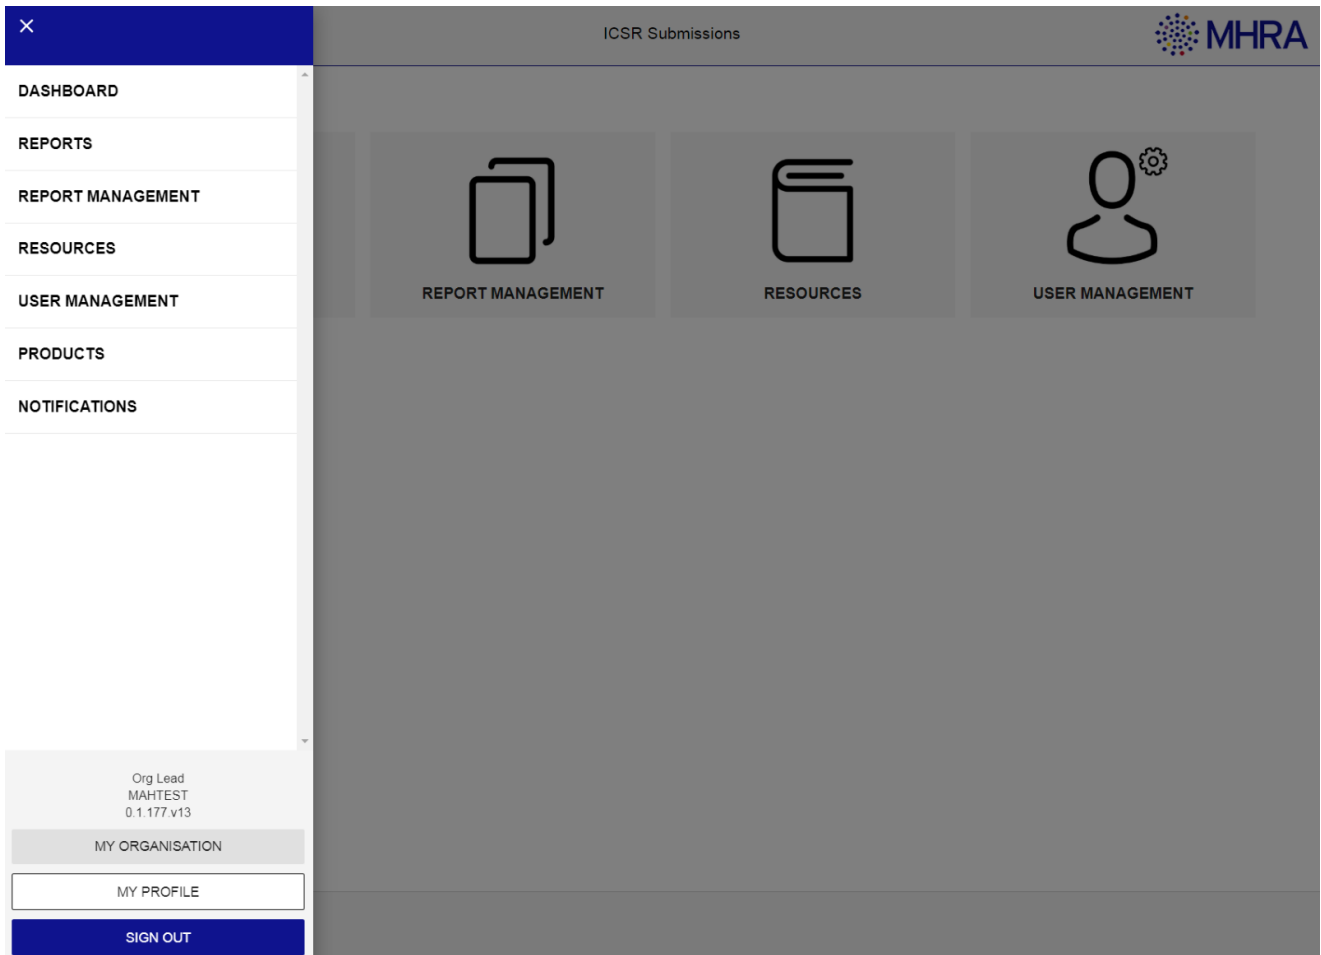 ICSR Submissions
MHRA
DASHBOARD
REPORTS
REPORT MANAGEMENT
RESOURCES
USER MANAGEMENT
PRODUCTS
NOTIFICATIONS
Org Lead
MAHTEST
0.1.177.v13
MY ORGANISATION
MY PROFILE
SIGN OUT
REPORT MANAGEMENT
RESOURCES
USER MANAGEMENT